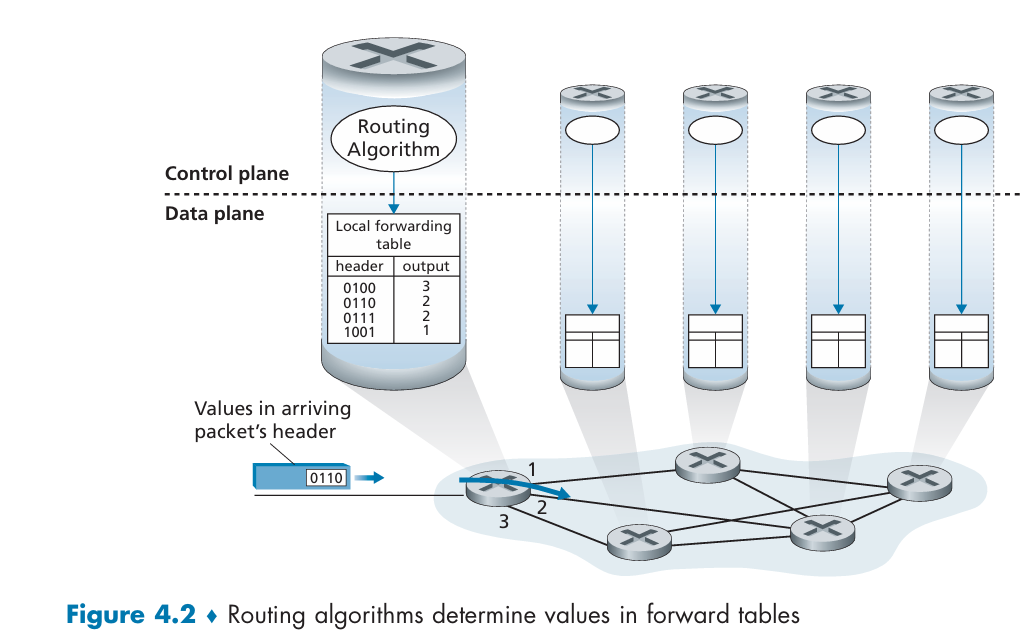 Routing
Algorithm
Control plane
Data plane
Local forwarding
table
header output
0100 3
0110 2
0111 2
1001 1
Values in arriving
packet's header
0110
1
2
3
Figure 4.2 ♦ Routing algorithms determine values in forward tables